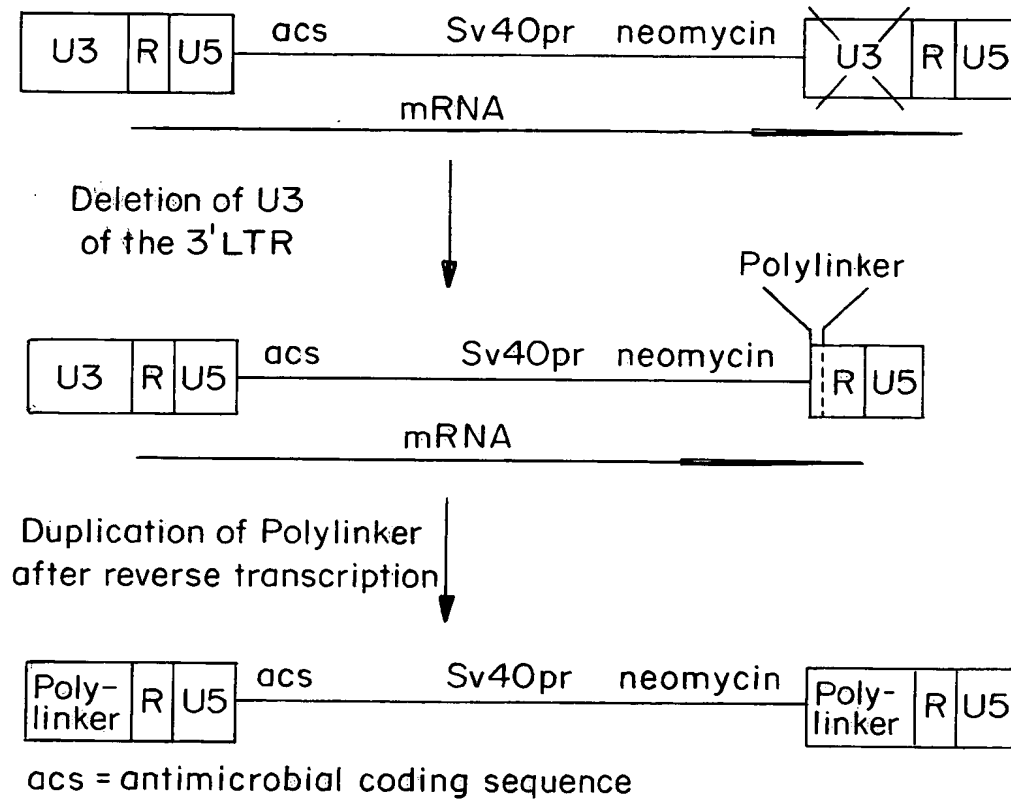 U3 R U5 acs Sv40pr neomycin U3 R U5
mRNA
Deletion of U3
of the 3'LTR
Polylinker
U3 R U5 acs Sv40pr neomycin R U5
mRNA
Duplication of Polylinker
after reverse transcription
Poly-
linker R U5 acs Sv40pr neomycin Poly-
linker R U5
acs = antimicrobial coding sequence